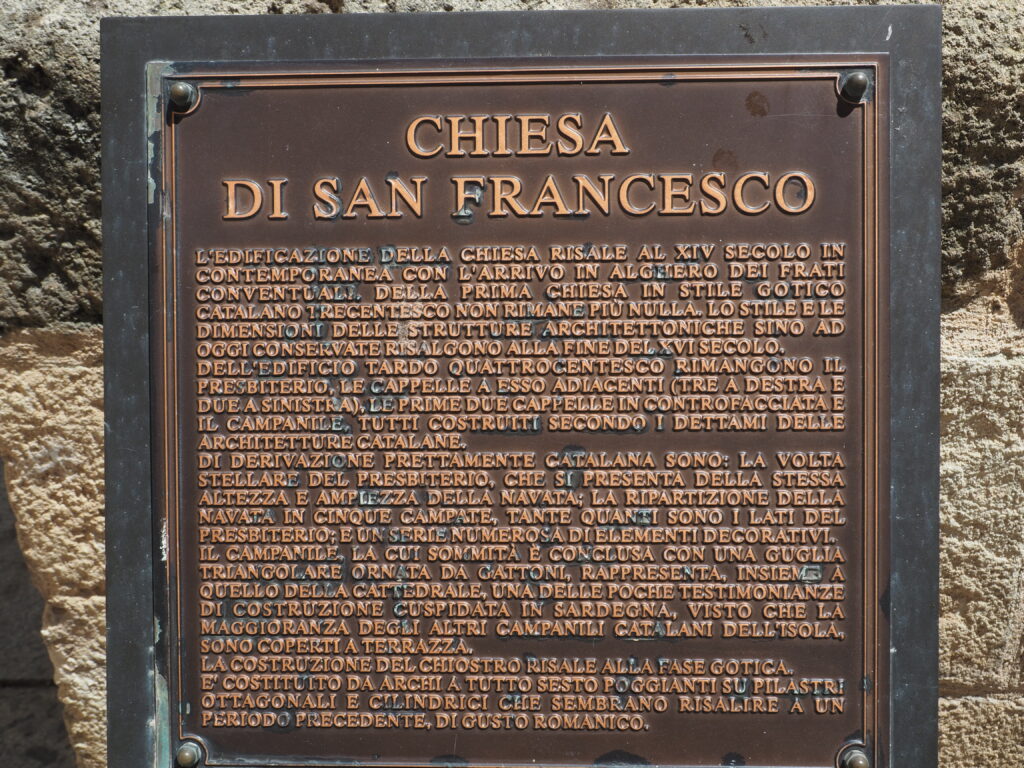 CHIESA
DI SAN FRANCESCO
L'EDIFICAZIONE DELLA CHIESA RISALE AL XIV SECOLO IN
CONTEMPORANEA CON L'ARRIVO IN ALGHERO DEI FRATI
CONVENTUALI. DELLA PRIMA CHIESA IN STILE GOTICO
CATALANO TRECENTESCO NON RIMANE PIÙ NULLA. LO STILE E LE
DIMENSIONI DELLE STRUTTURE ARCHITETTONICHE SINO AD
OGGI CONSERVATE RISALGONO ALLA FINE DEL XVI SECOLO.
DELL'EDIFICIO TARDO QUATTROCENTESCO RIMANGONO IL
PRESBITERIO, LE CAPPELLE A ESSO ADIACENTI (TRE A DESTRA E
DUE A SINISTRA), LE PRIME DUE CAPPELLE IN CONTROFACCIATA E
IL CAMPANILE, TUTTI COSTRUITI SECONDO I DETTAMI DELLE
ARCHITETTURE CATALANE.
DI DERIVAZIONE PRETTAMENTE CATALANA SONO: LA VOLTA
STELLARE DEL PRESBITERIO, CHE SI PRESENTA DELLA STESSA
ALTEZZA E AMPIEZZA DELLA NAVATA; LA RIPARTIZIONE DELLA
NAVATA IN CINQUE CAMPATE, TANTE QUANTI SONO I LATI DEL
PRESBITERIO; E UN SERIE NUMEROSA DI ELEMENTI DECORATIVI.
IL CAMPANILE, LA CUI SOMMITÀ È CONCLUSA CON UNA GUGLIA
TRIANGOLARE ORNATA DA GATTONI, RAPPRESENTA, INSIEME A
QUELLO DELLA CATTEDRALE, UNA DELLE POCHE TESTIMONIANZE
DI COSTRUZIONE CUSPIDATA IN SARDEGNA, VISTO CHE LA
MAGGIORANZA DEGLI ALTRI CAMPANILI CATALANI DELL'ISOLA,
SONO COPERTI A TERRAZZA.
LA COSTRUZIONE DEL CHIOSTRO RISALE ALLA FASE GOTICA.
E' COSTITUITO DA ARCHI A TUTTO SESTO POGGIANTI SU PILASTRI
OTTAGONALI E CILINDRICI CHE SEMBRANO RISALIRE A UN
PERIODO PRECEDENTE, DI GUSTO ROMANICO.